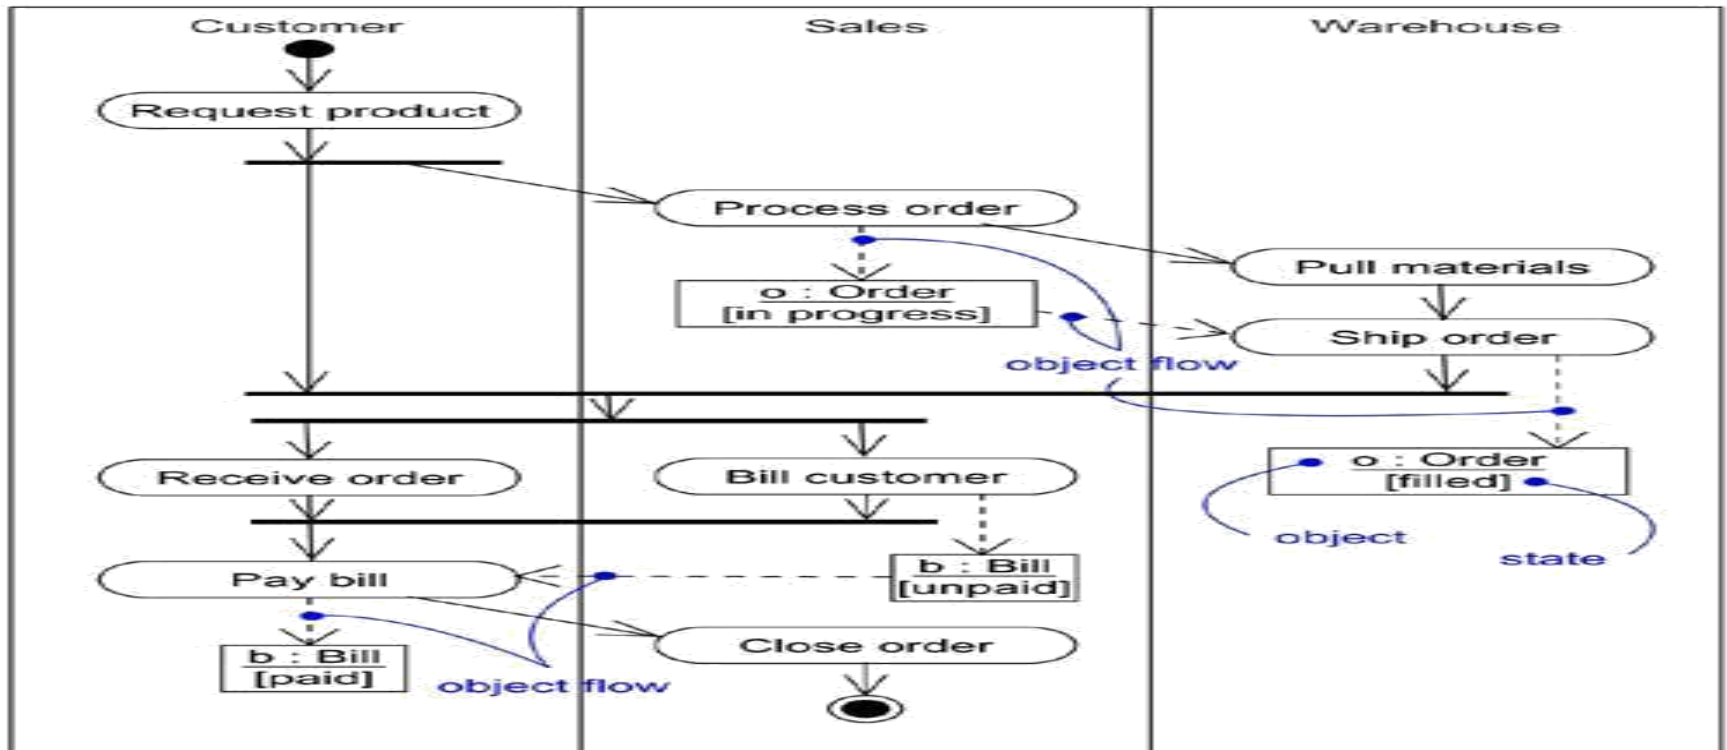 Customer
Sales
Warehouse
Request product
Process order
Pull materials
o : Order
[in progress]
Ship order
object flow
Receive order
Bill customer
o : Order
[filled]
object
state
Pay bill
b : Bill
[unpaid]
Close order
b : Bill
[paid]
object flow